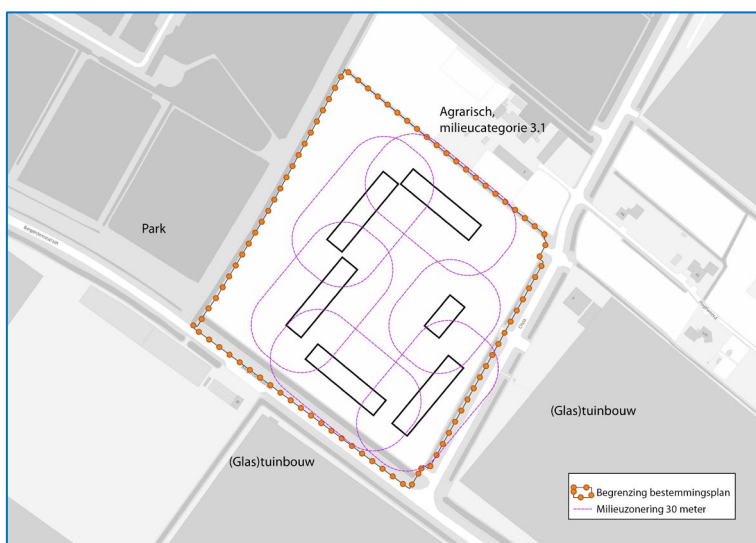 Agrarisch,
milieucategorie 3.1
Park
(Glas)tuinbouw
(Glas)tuinbouw
Begrenzing bestemmingsplan
Milieuzonering 30 meter